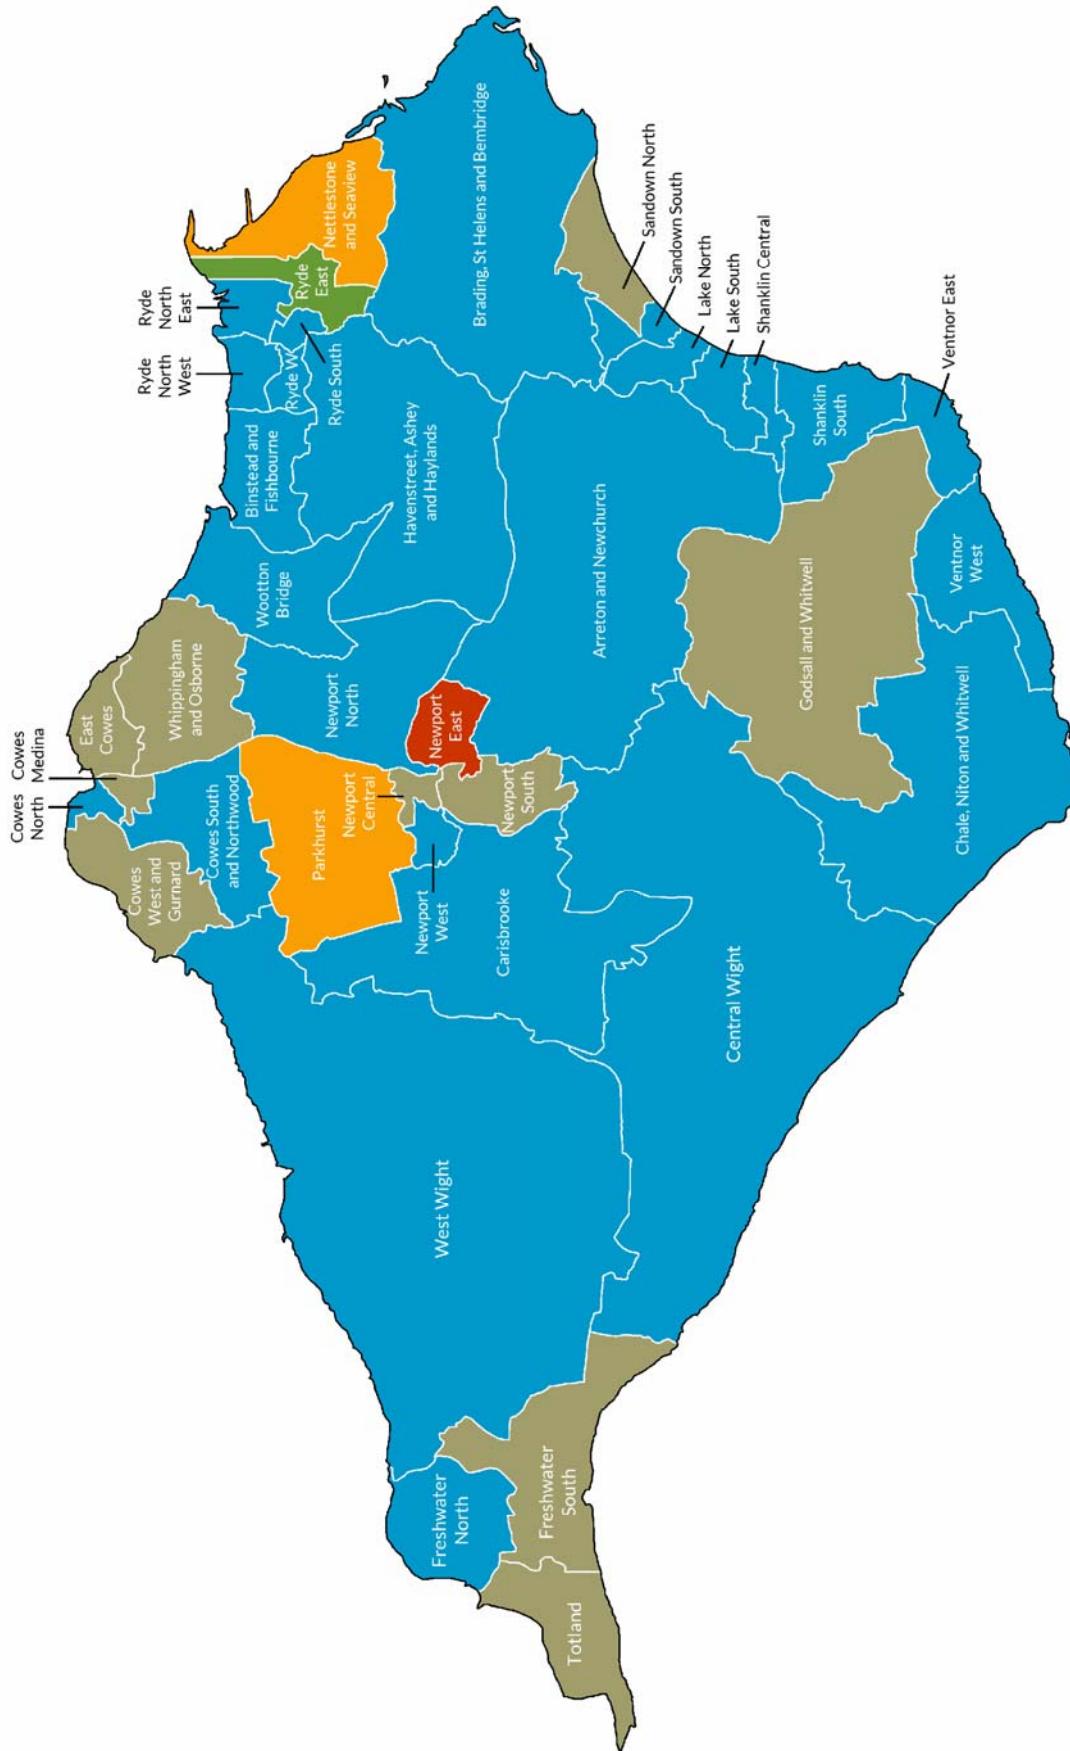 Cowes
North
Cowes
Medina
East
Cowes
Whippingham
and Osborne
Cowes
West and
Gurnard
Cowes South
and Northwood
Parkhurst
Newport
Central
Newport
North
Newport
East
Newport
South
Newport
West
Carisbrooke
Wootton
Bridge
Binstead and
Fishbourne
Ryde
North
West
Ryde
North
East
Ryde W
Ryde South
Ryde
East
Nettlestone
and Seaview
Havenstreet, Ashey
and Haylands
Brading, St Helens and Bembridge
Sandown North
Sandown South
Lake North
Lake South
Shanklin Central
Shanklin
South
Ventnor East
Ventnor
West
Arreton and Newchurch
Godsall and Whitwell
Chale, Niton and Whitwell
Central Wight
West Wight
Freshwater
North
Freshwater
South
Totland